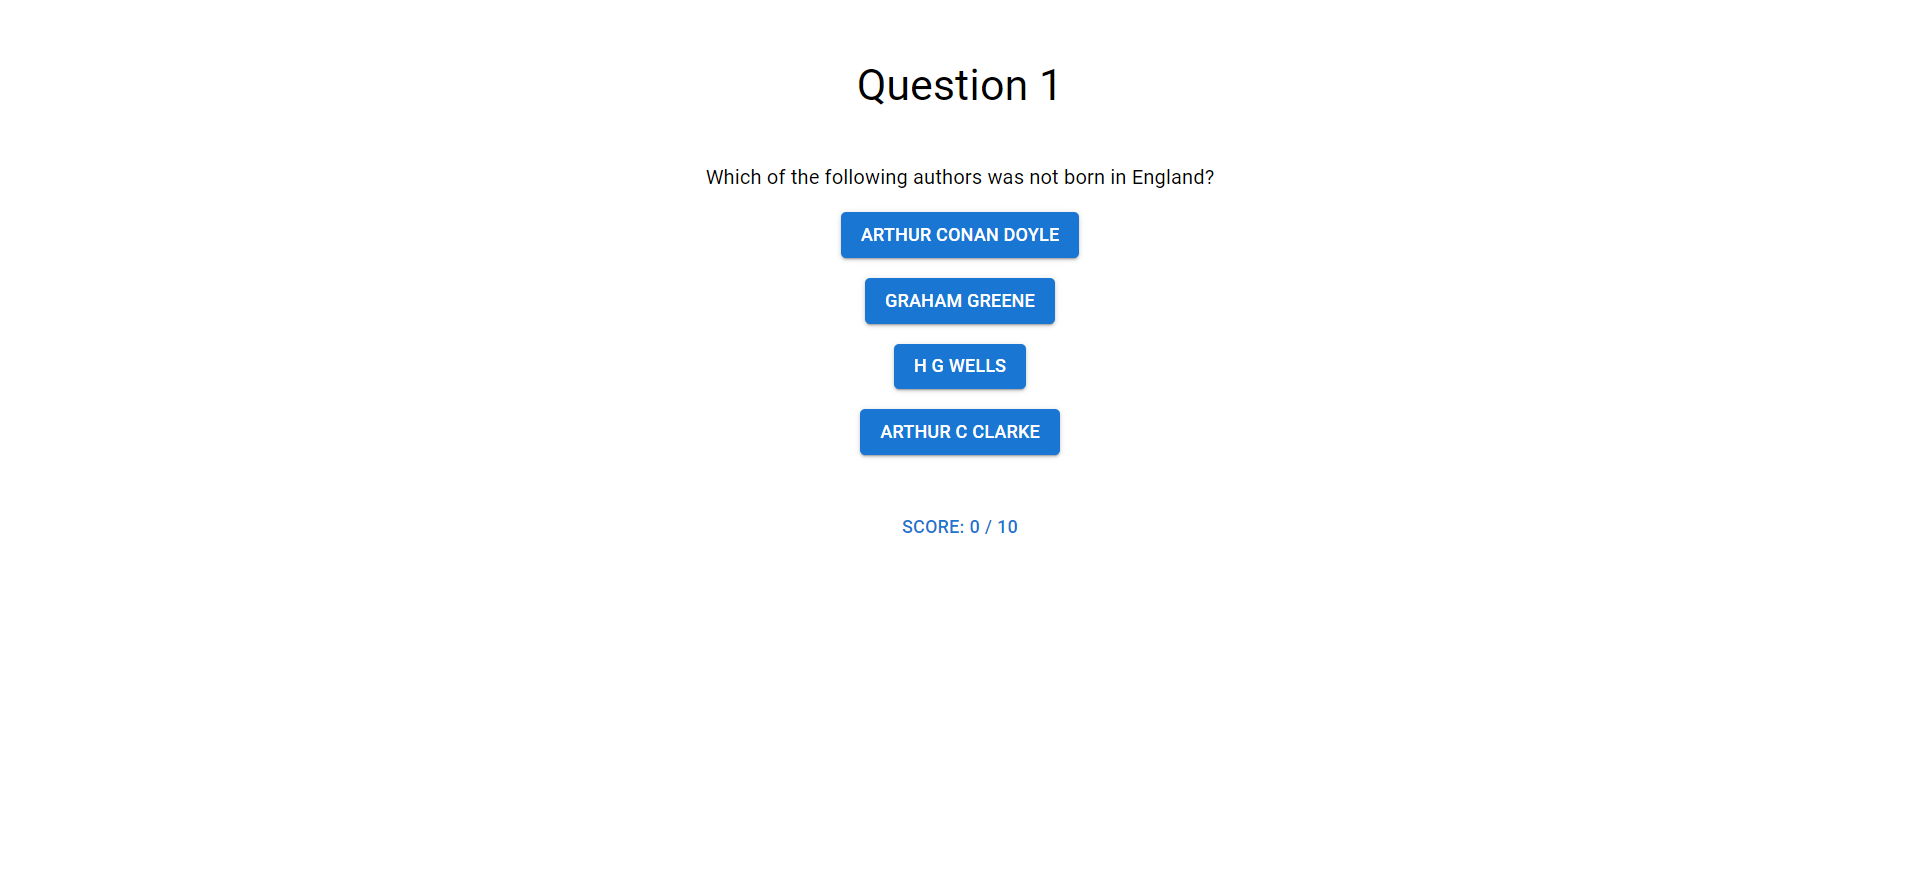 Question 1
Which of the following authors was not born in England?
ARTHUR CONAN DOYLE
GRAHAM GREENE
H G WELLS
ARTHUR C CLARKE
SCORE: 0 / 10